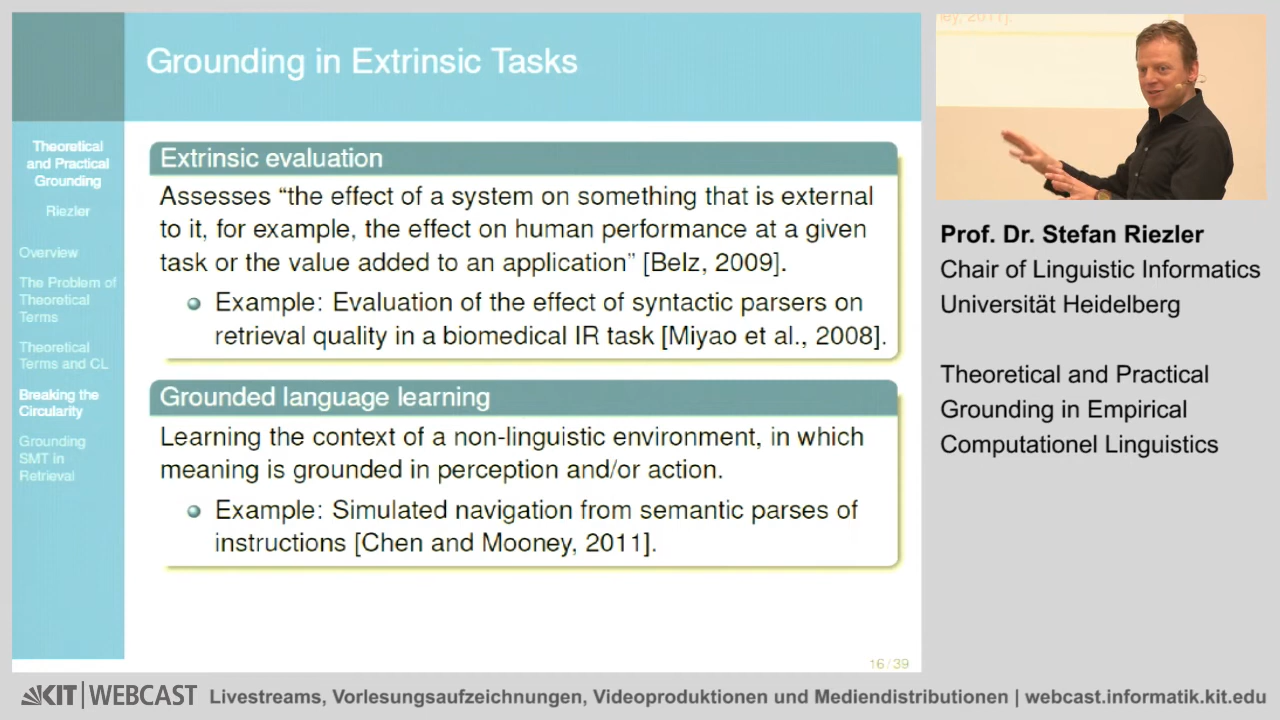 Grounding in Extrinsic Tasks
Theoretical
and Practical
Grounding
Riezler
Overview
The Problem of
Theoretical
Terms
Theoretical
Terms and CL
Breaking the
Circularity
Grounding
SMT in
Retrieval
Extrinsic evaluation
Assesses “the effect of a system on something that is external
to it, for example, the effect on human performance at a given
task or the value added to an application” [Belz, 2009].
Example: Evaluation of the effect of syntactic parsers on
retrieval quality in a biomedical IR task [Miyao et al., 2008].
Grounded language learning
Learning the context of a non-linguistic environment, in which
meaning is grounded in perception and/or action.
Example: Simulated navigation from semantic parses of
instructions [Chen and Mooney, 2011].
16/39
ney, 2011].
Prof. Dr. Stefan Riezler
Chair of Linguistic Informatics
Universität Heidelberg
Theoretical and Practical
Grounding in Empirical
Computationel Linguistics
KIT | WEBCAST Livestreams, Vorlesungsaufzeichnungen, Videoproduktionen und Mediendistributionen | webcast.informatik.kit.edu